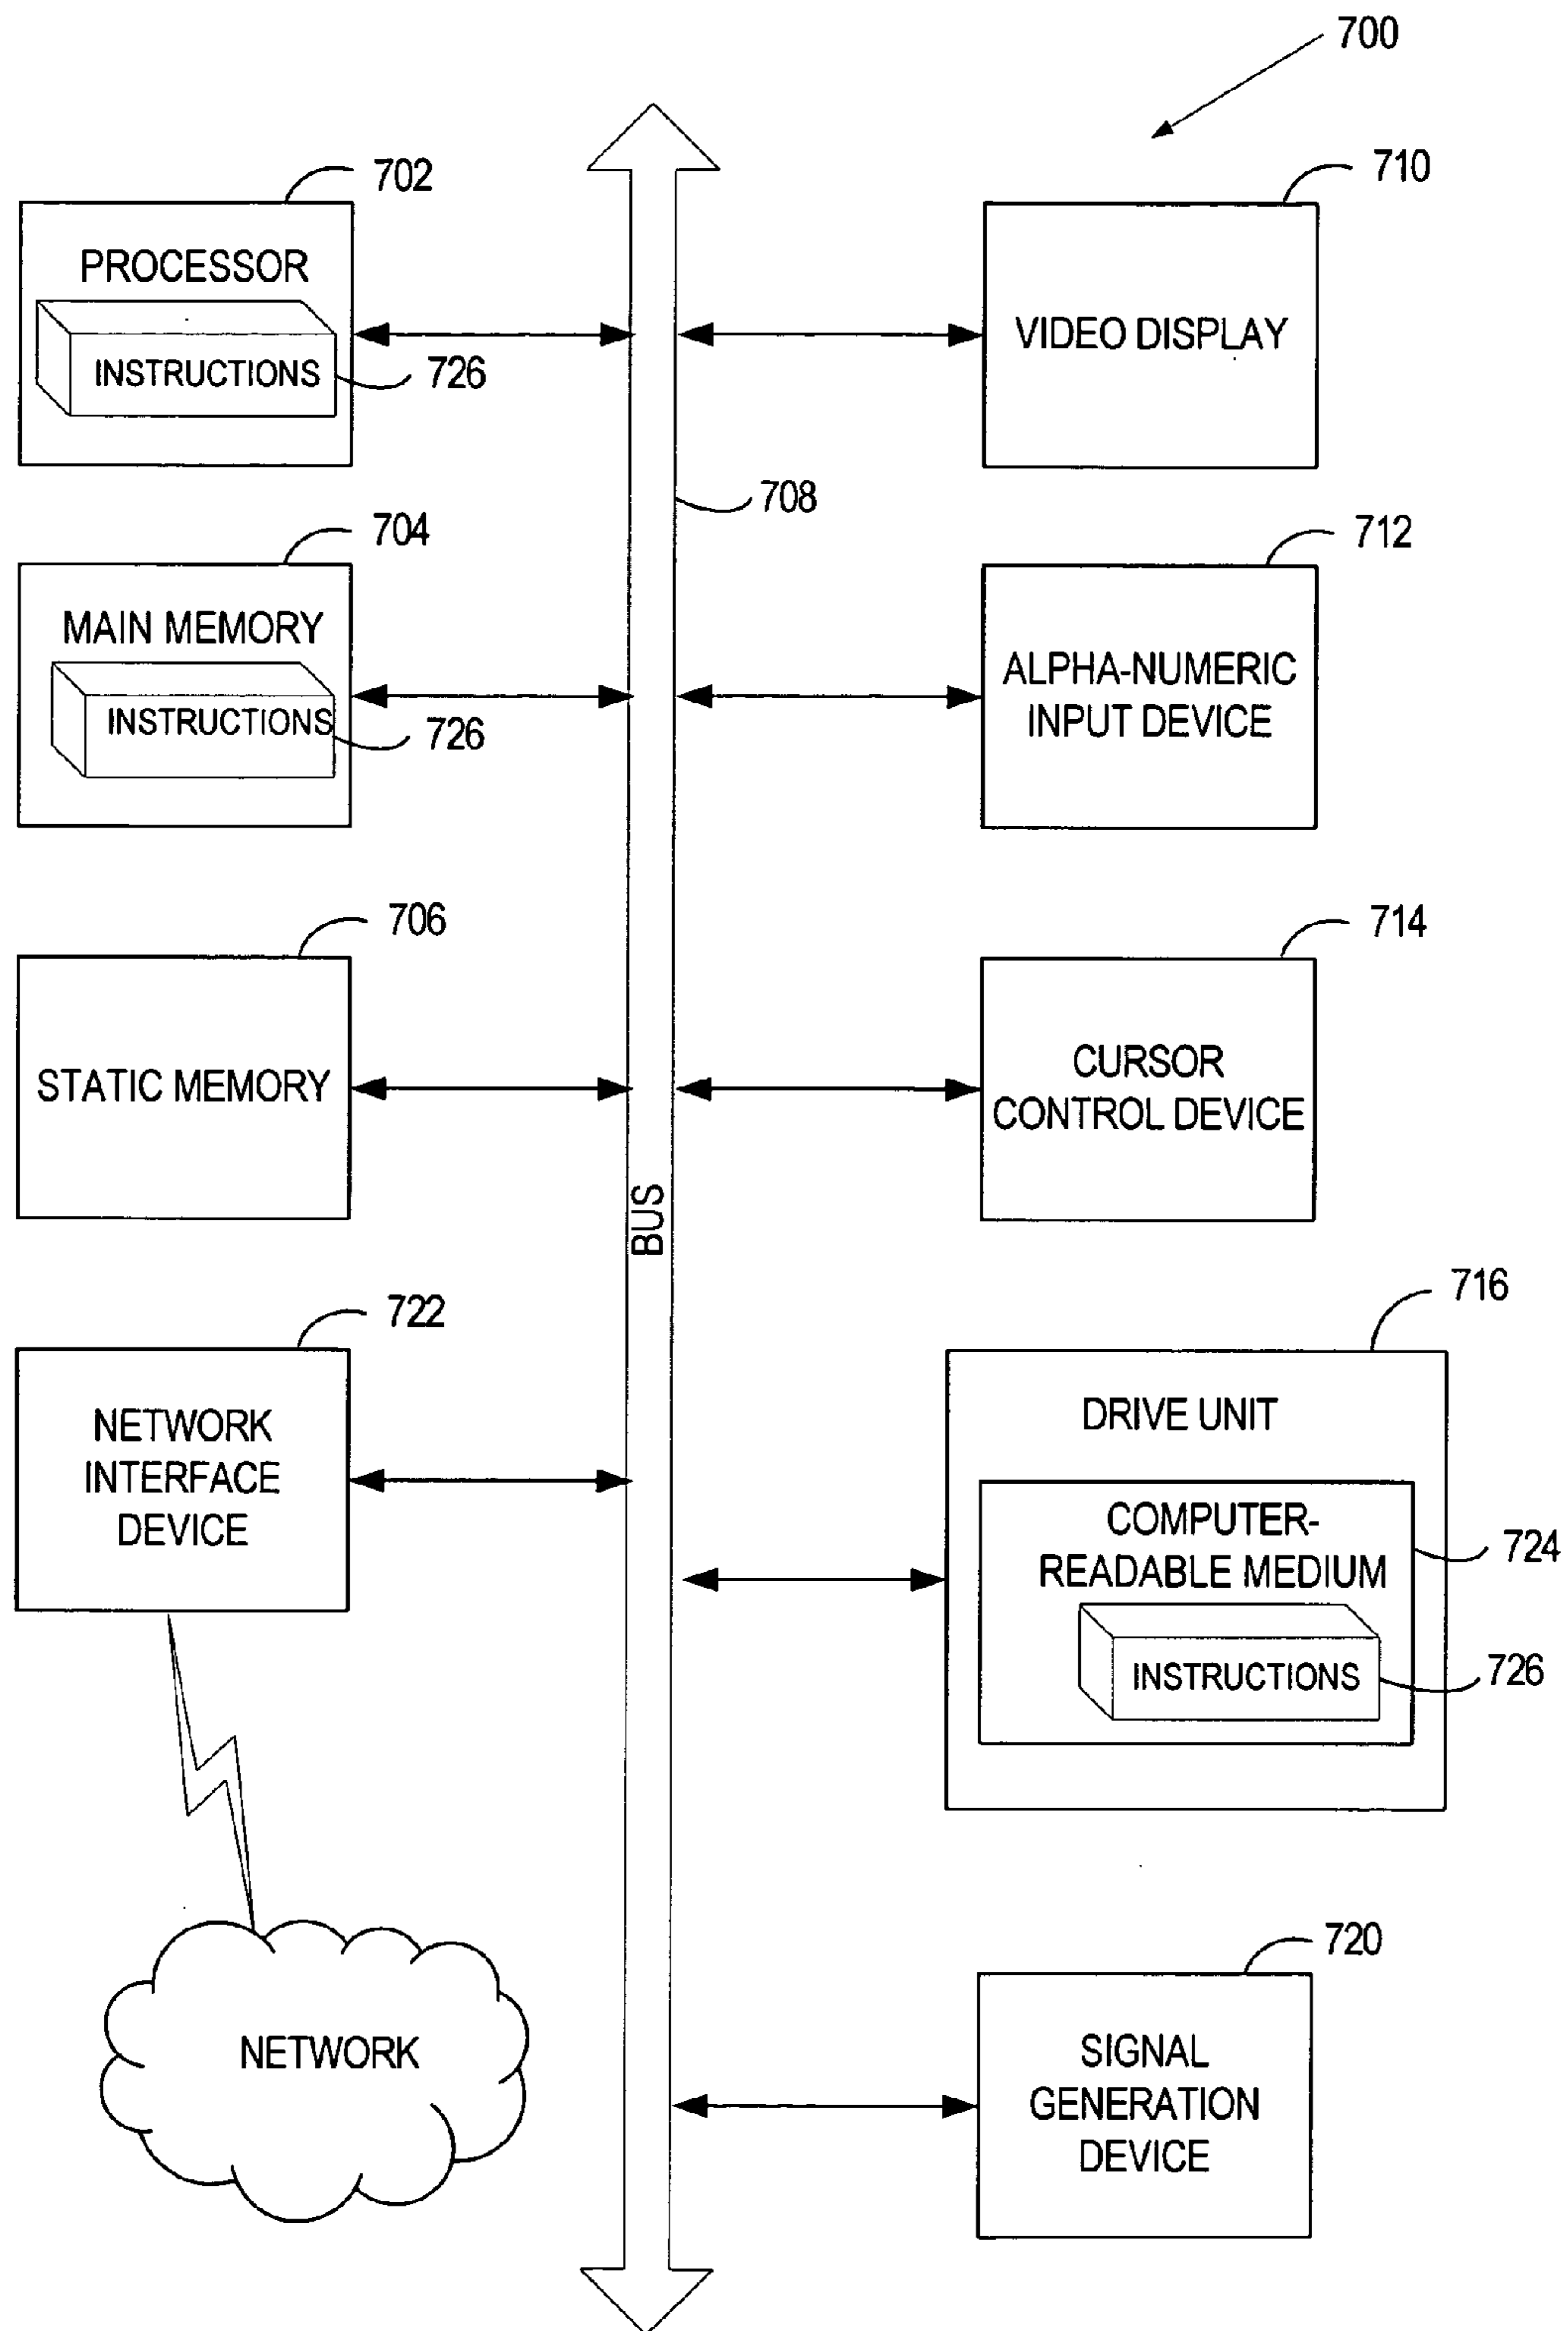 700
702
PROCESSOR
INSTRUCTIONS
726
710
VIDEO DISPLAY
708
704
MAIN MEMORY
INSTRUCTIONS
726
712
ALPHA-NUMERIC
INPUT DEVICE
706
STATIC MEMORY
714
CURSOR
CONTROL DEVICE
BUS
722
NETWORK
INTERFACE
DEVICE
716
DRIVE UNIT
COMPUTER-
READABLE MEDIUM
724
INSTRUCTIONS
726
NETWORK
720
SIGNAL
GENERATION
DEVICE